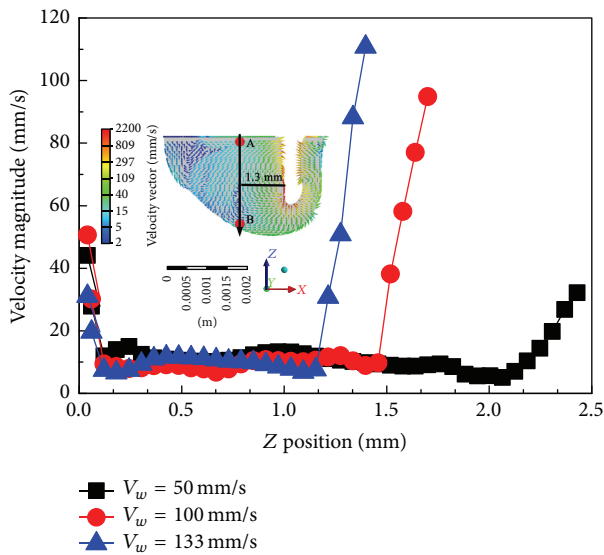 120
100
80
60
40
20
0
Velocity magnitude (mm/s)
0.0
0.5
1.0
1.5
2.0
2.5
Z position (mm)
2200
809
297
109
40
15
5
2
Velocity vector (mm/s)
A
1.3 mm
B
0
0.0005
0.001
0.0015
0.002
(m)
Z
Y
X
V_w = 50 mm/s
V_w = 100 mm/s
V_w = 133 mm/s